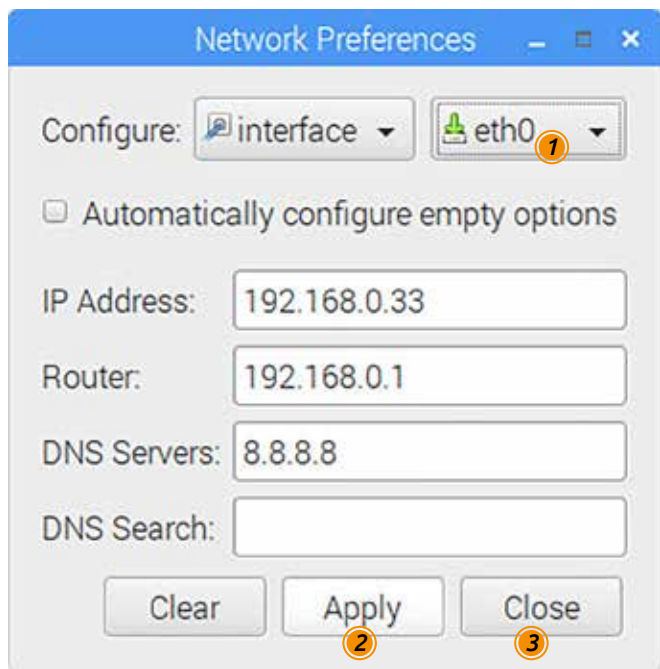 Network Preferences
Configure: interface eth0 1
Automatically configure empty options
IP Address: 192.168.0.33
Router: 192.168.0.1
DNS Servers: 8.8.8.8
DNS Search:
Clear Apply Close
2 3